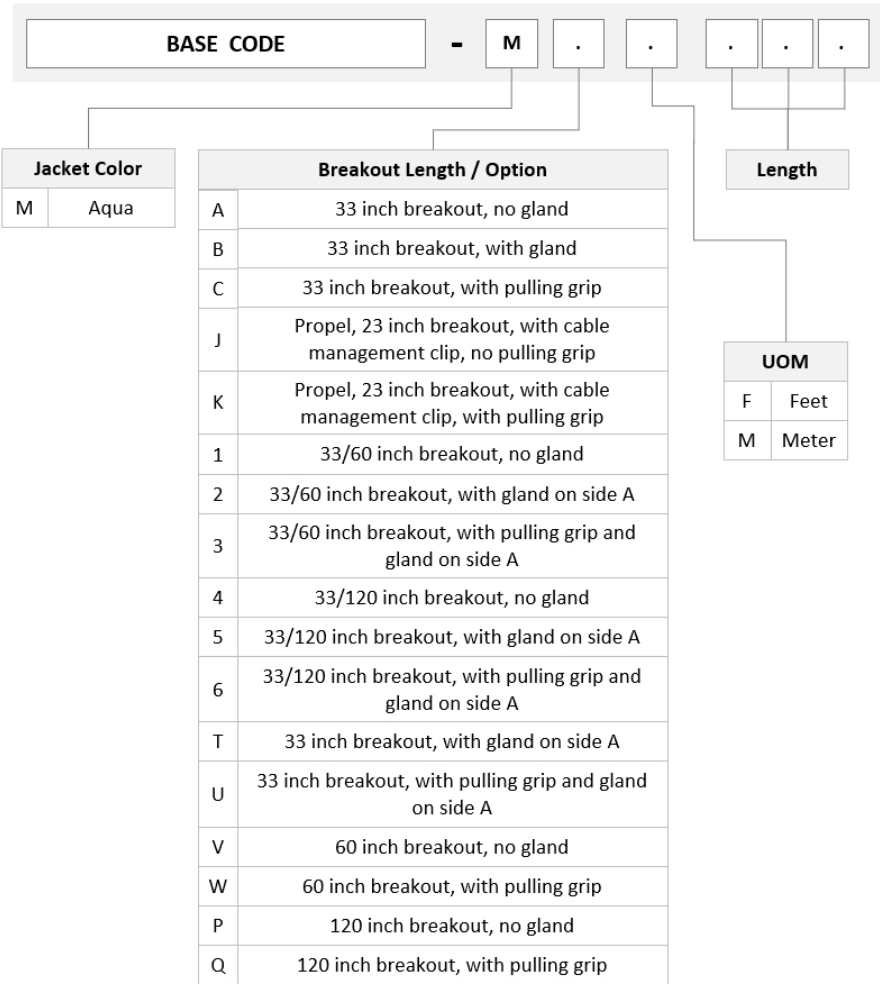 BASE CODE - M . . . . .
Jacket Color
M Aqua
Breakout Length / Option
A 33 inch breakout, no gland
B 33 inch breakout, with gland
C 33 inch breakout, with pulling grip
J Propel, 23 inch breakout, with cable
management clip, no pulling grip
K Propel, 23 inch breakout, with cable
management clip, with pulling grip
1 33/60 inch breakout, no gland
2 33/60 inch breakout, with gland on side A
3 33/60 inch breakout, with pulling grip and
gland on side A
4 33/120 inch breakout, no gland
5 33/120 inch breakout, with gland on side A
6 33/120 inch breakout, with pulling grip and
gland on side A
T 33 inch breakout, with gland on side A
U 33 inch breakout, with pulling grip and gland
on side A
V 60 inch breakout, no gland
W 60 inch breakout, with pulling grip
P 120 inch breakout, no gland
Q 120 inch breakout, with pulling grip
Length
UOM
F Feet
M Meter